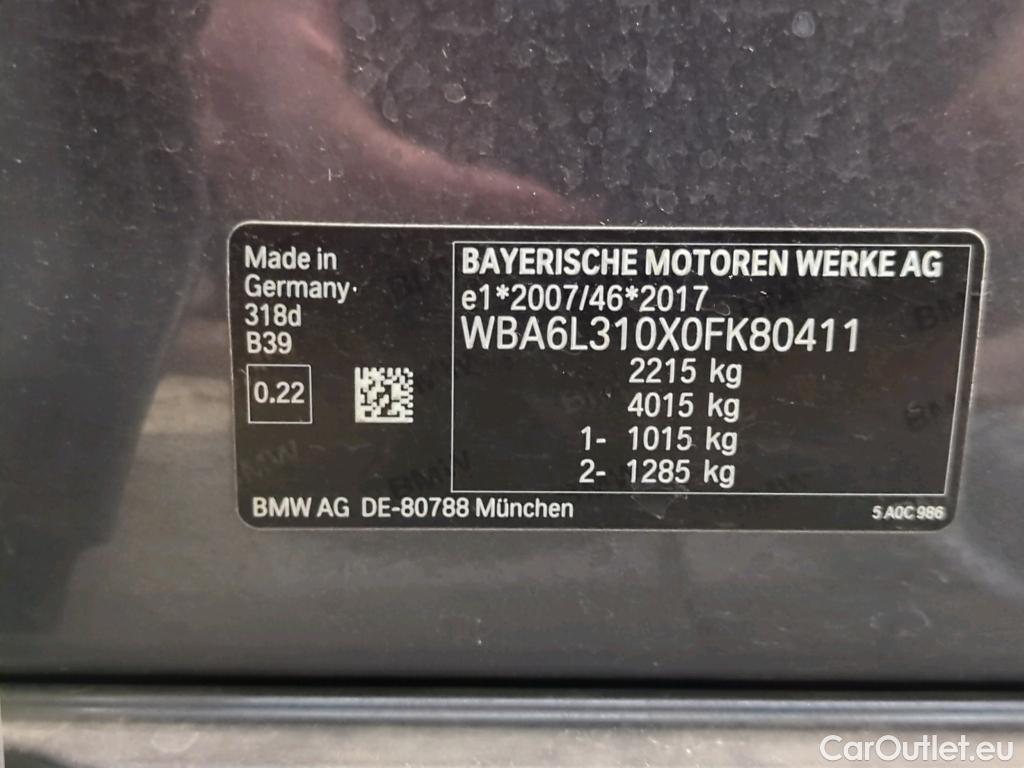 Made in
Germany
318d
B39
0.22
BAYERISCHE MOTOREN WERKE AG
e1*2007/46*2017
WBA6L310X0FK80411
2215 kg
4015 kg
1- 1015 kg
2- 1285 kg
BMW AG DE-80788 München
5 A0C 986
BMW
CarOutlet.eu